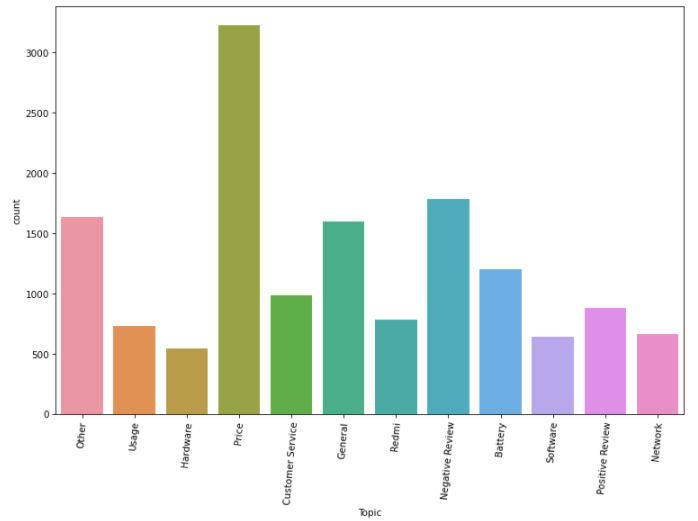 3000
2500
2000
1500
1000
500
0
count
Other
Usage
Hardware
Price
Customer Service
General
Redmi
Negative Review
Battery
Software
Positive Review
Network
Topic